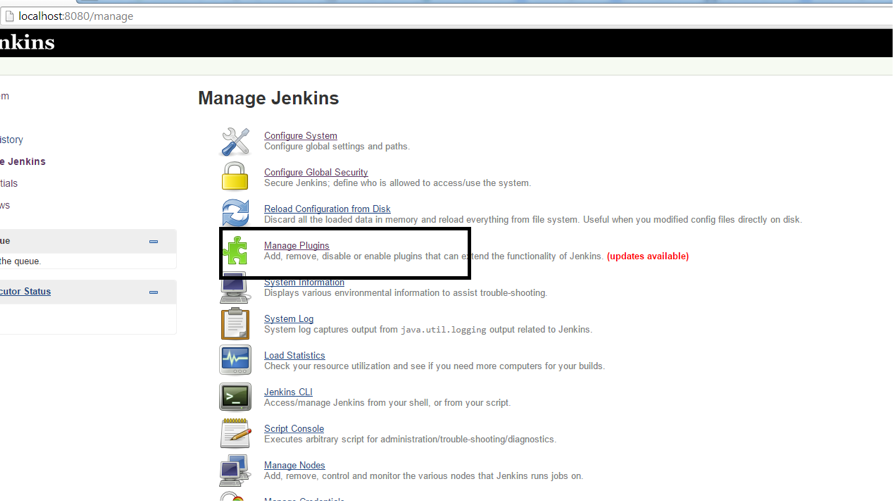 localhost:8080/manage
nkins
m
Manage Jenkins
istory
e Jenkins
tials
ws
ue
the queue.
cutor Status
Configure System
Configure global settings and paths.
Configure Global Security
Secure Jenkins; define who is allowed to access/use the system.
Reload Configuration from Disk
Discard all the loaded data in memory and reload everything from file system. Useful when you modified config files directly on disk.
Manage Plugins
Add, remove, disable or enable plugins that can extend the functionality of Jenkins. (updates available)
System Information
Displays various environmental information to assist trouble-shooting.
System Log
System log captures output from java.util.logging output related to Jenkins.
Load Statistics
Check your resource utilization and see if you need more computers for your builds.
Jenkins CLI
Access/manage Jenkins from your shell, or from your script.
Script Console
Executes arbitrary script for administration/trouble-shooting/diagnostics.
Manage Nodes
Add, remove, control and monitor the various nodes that Jenkins runs jobs on.
Manage Credentials